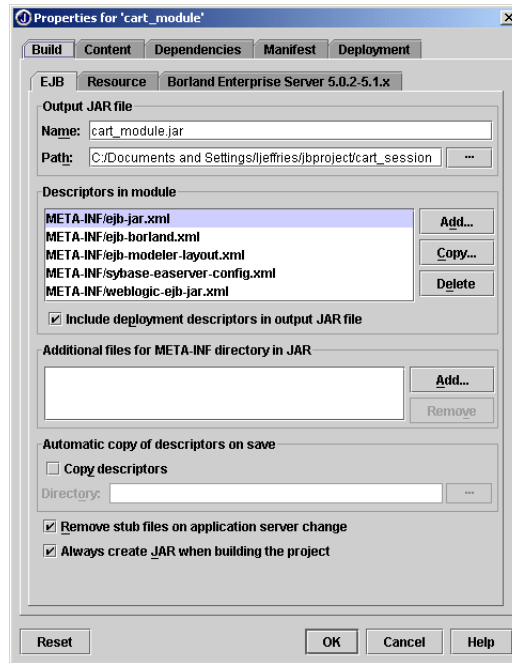 Properties for 'cart_module'
Build Content Dependencies Manifest Deployment
EJB Resource Borland Enterprise Server 5.0.2-5.1.x
Output JAR file
Name: cart_module.jar
Path: C:/Documents and Settings/ljeffries/jbproject/cart_session ...
Descriptors in module
META-INF/ejb-jar.xml
META-INF/ejb-borland.xml
META-INF/ejb-modeler-layout.xml
META-INF/sybase-easerver-config.xml
META-INF/weblogic-ejb-jar.xml
Add...
Copy...
Delete
Include deployment descriptors in output JAR file
Additional files for META-INF directory in JAR
Add...
Remove
Automatic copy of descriptors on save
Copy descriptors
Directory: ...
Remove stub files on application server change
Always create JAR when building the project
Reset OK Cancel Help